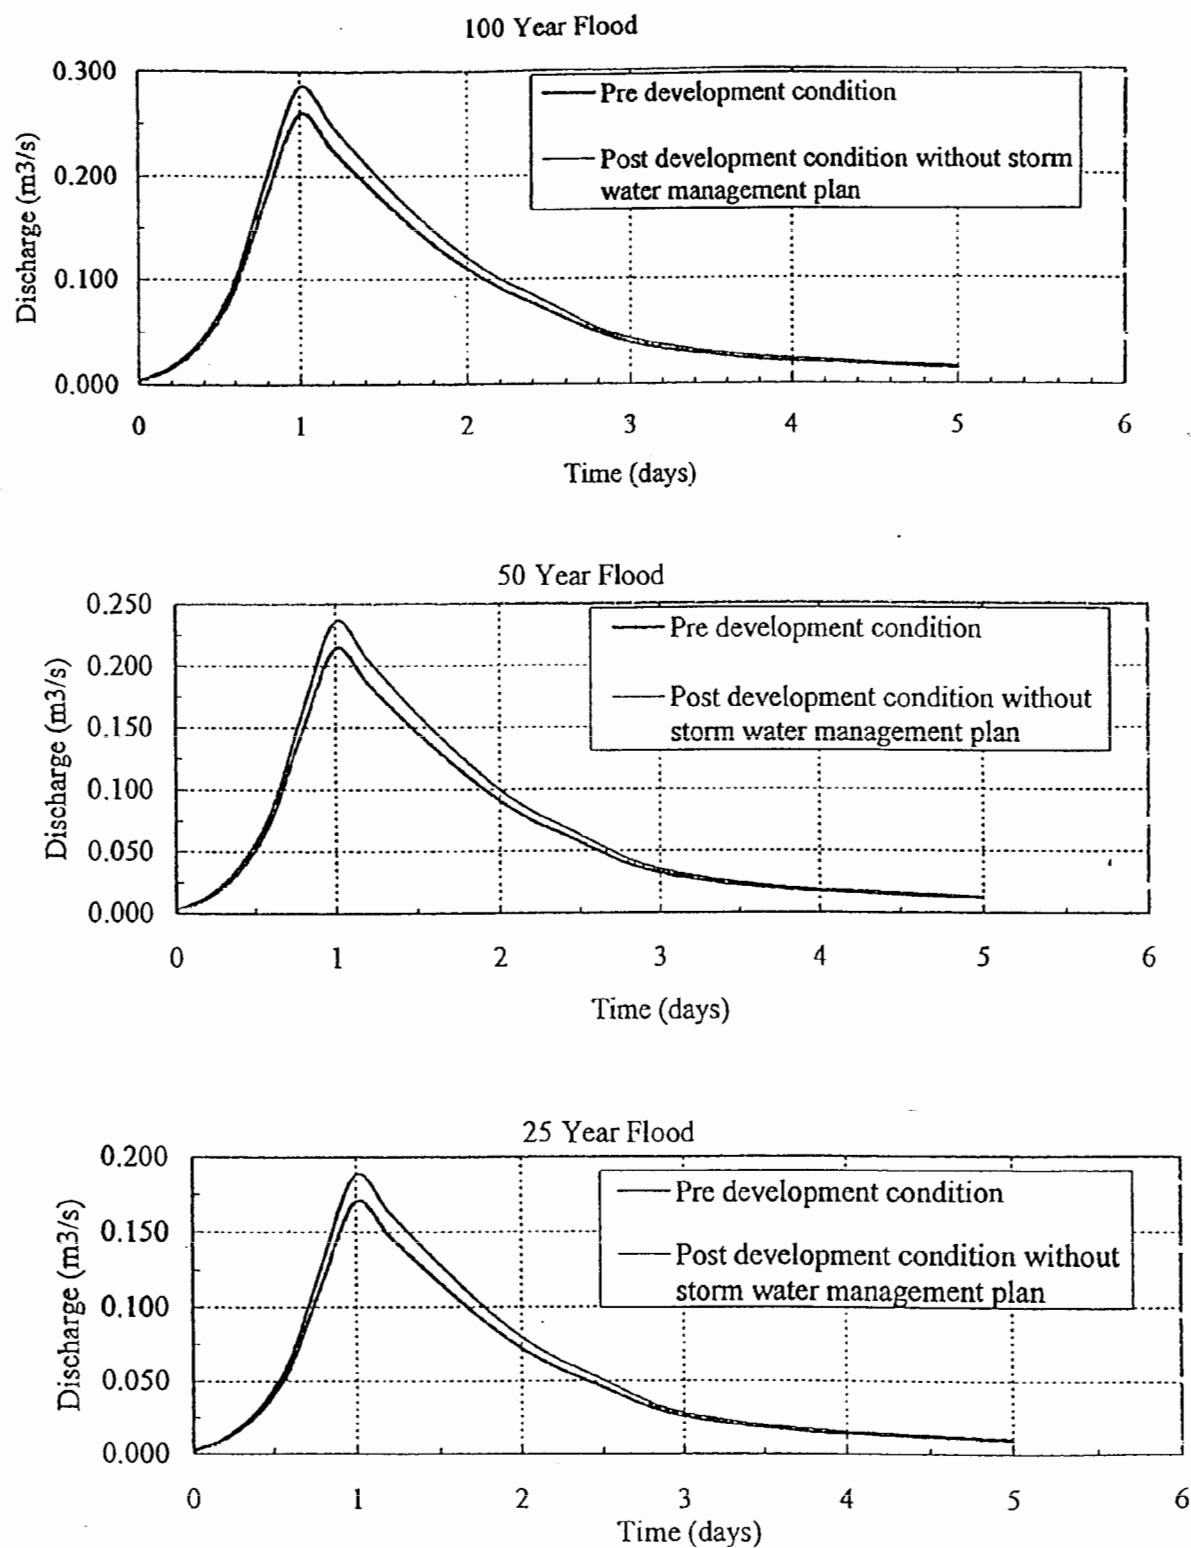 100 Year Flood
0.300
0.200
0.100
0.000
Discharge (m3/s)
Pre development condition
Post development condition without storm
water management plan
0 1 2 3 4 5 6
Time (days)
50 Year Flood
0.250
0.200
0.150
0.100
0.050
0.000
Discharge (m3/s)
Pre development condition
Post development condition without
storm water management plan
0 1 2 3 4 5 6
Time (days)
25 Year Flood
0.200
0.150
0.100
0.050
0.000
Discharge (m3/s)
Pre development condition
Post development condition without
storm water management plan
0 1 2 3 4 5 6
Time (days)